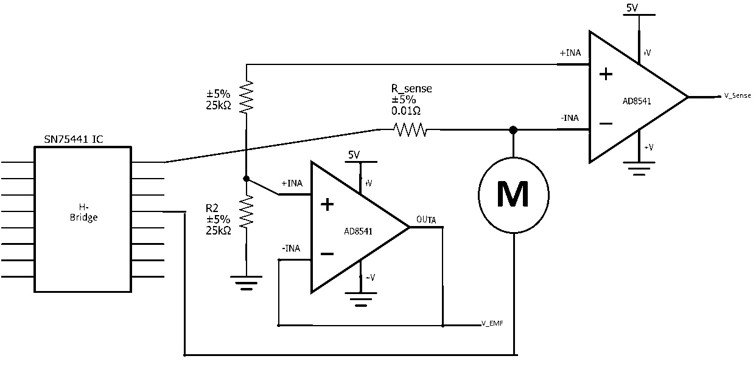 5V
+V
+INA
+
AD8541
V_Sense
-INA
−
+V
R_sense
±5%
0.01Ω
±5%
25kΩ
SN75441 IC
H-
Bridge
R2
±5%
25kΩ
5V
+V
+INA
+
AD8541
OUTA
-INA
−
+V
V_EMF
M